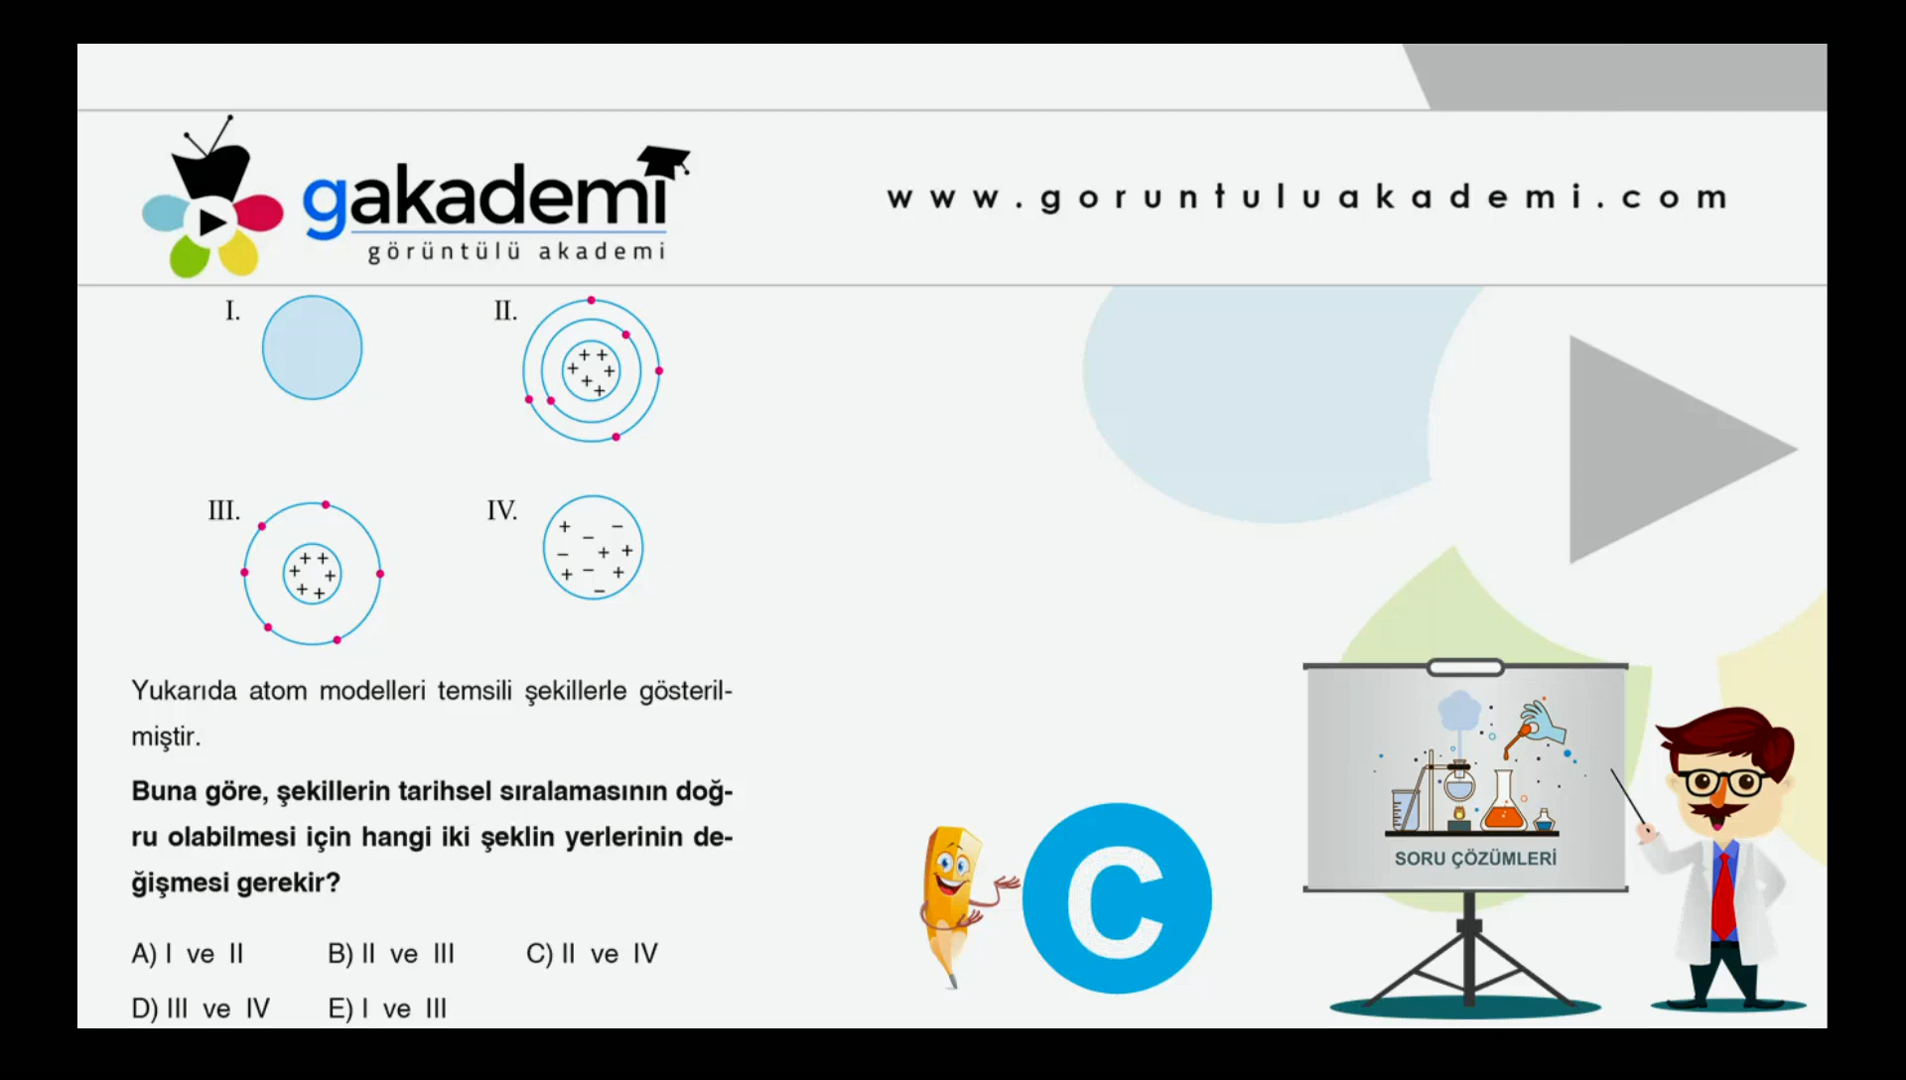 gakademi
görüntülü akademi
www.goruntuluakademi.com
I.
II.
+ +
+ +
+
+
III.
IV.
+ +
+ +
+ +
+ −
−
− + +
+ − +
−
Yukarıda atom modelleri temsili şekillerle gösteril-
miştir.
Buna göre, şekillerin tarihsel sıralamasının doğ-
ru olabilmesi için hangi iki şeklin yerlerinin de-
ğişmesi gerekir?
A) I ve II B) II ve III C) II ve IV
D) III ve IV E) I ve III
C
SORU ÇÖZÜMLERİ